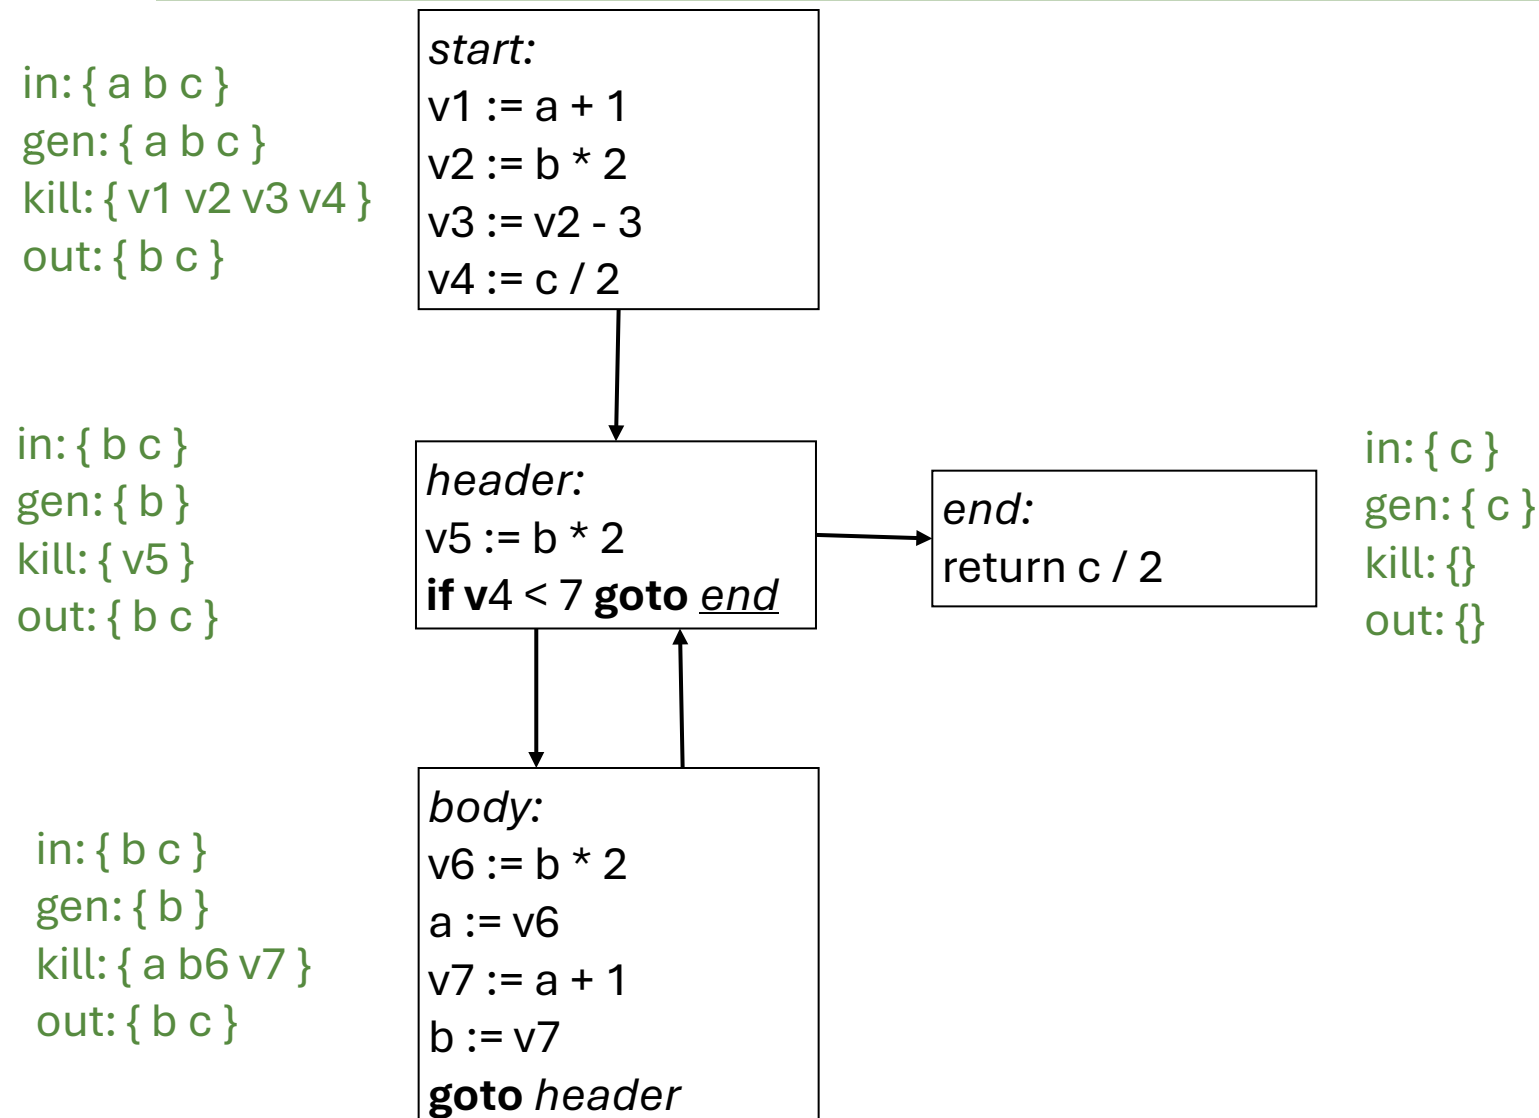 start:
v1 := a + 1
v2 := b * 2
v3 := v2 - 3
v4 := c / 2
in: { a b c }
gen: { a b c }
kill: { v1 v2 v3 v4 }
out: { b c }
in: { b c }
gen: { b }
kill: { v5 }
out: { b c }
header:
v5 := b * 2
if v4 < 7 goto end
end:
return c / 2
in: { c }
gen: { c }
kill: {}
out: {}
in: { b c }
gen: { b }
kill: { a b6 v7 }
out: { b c }
body:
v6 := b * 2
a := v6
v7 := a + 1
b := v7
goto header